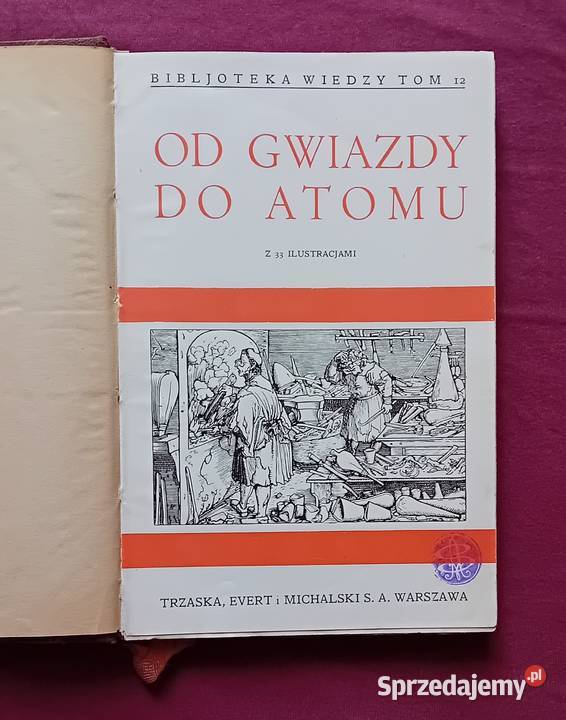 BIBLJOTEKA WIEDZY TOM 12
OD GWIAZDY
DO ATOMU
Z 33 ILUSTRACJAMI
TRZASKA, EVERT i MICHALSKI S. A. WARSZAWA
Sprzedajemy.pl